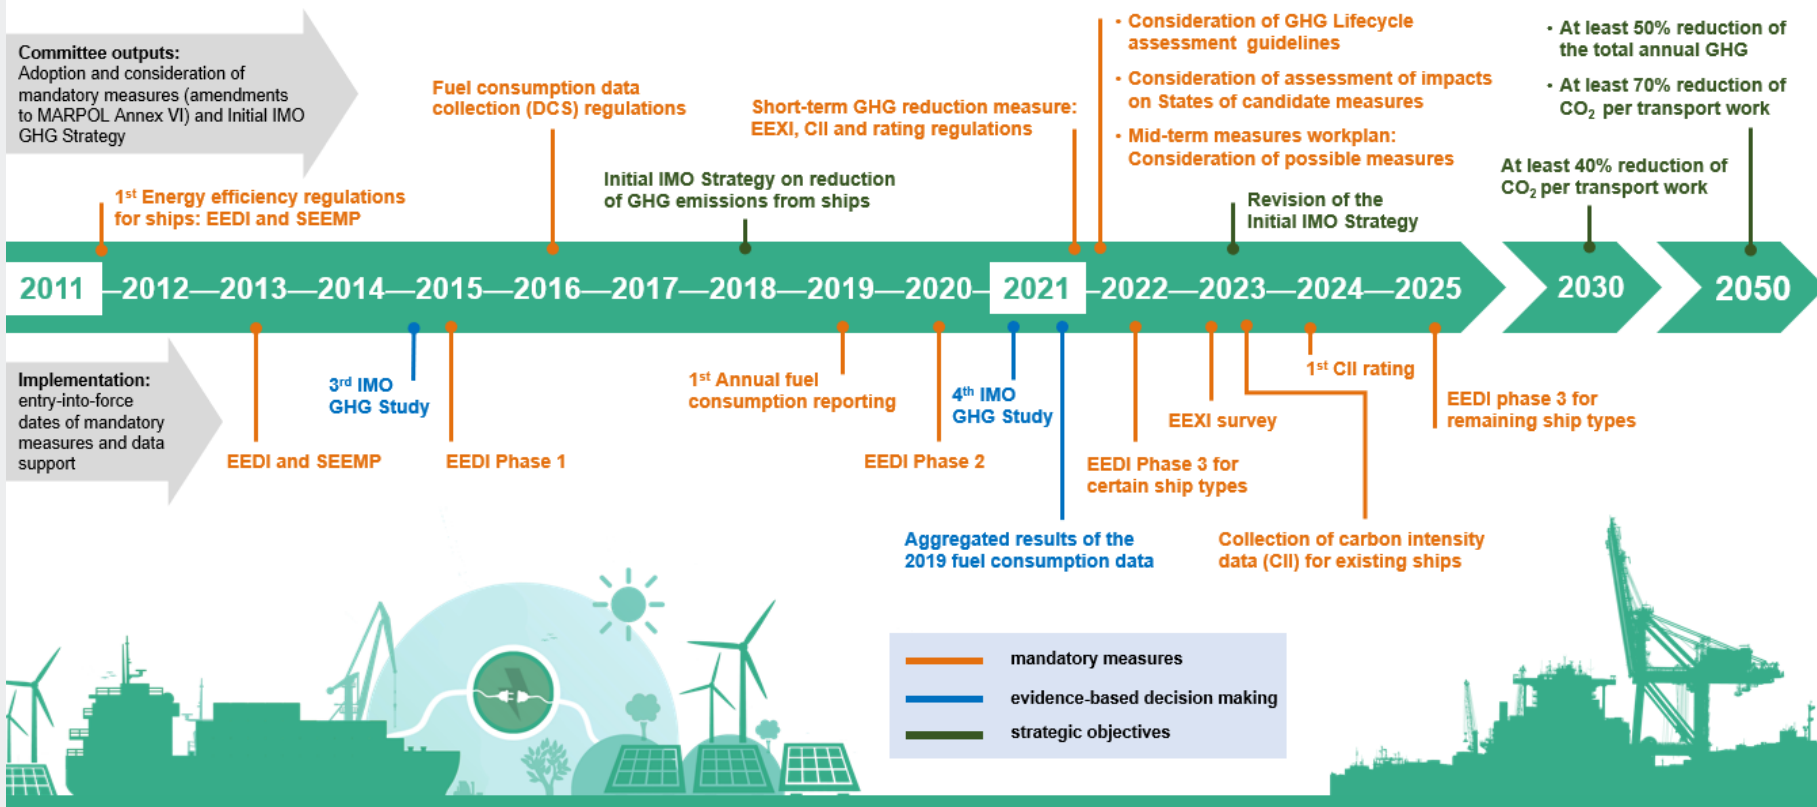 Committee outputs:
Adoption and consideration of
mandatory measures (amendments
to MARPOL Annex VI) and Initial IMO
GHG Strategy
1st Energy efficiency regulations
for ships: EEDI and SEEMP
Fuel consumption data
collection (DCS) regulations
Initial IMO Strategy on reduction
of GHG emissions from ships
Short-term GHG reduction measure:
EEXI, CII and rating regulations
• Consideration of GHG Lifecycle
assessment guidelines
• Consideration of assessment of impacts
on States of candidate measures
• Mid-term measures workplan:
Consideration of possible measures
Revision of the
Initial IMO Strategy
At least 40% reduction of
CO2 per transport work
• At least 50% reduction of
the total annual GHG
• At least 70% reduction of
CO2 per transport work
2011 2012 2013 2014 2015 2016 2017 2018 2019 2020 2021 2022 2023 2024 2025 2030 2050
Implementation:
entry-into-force
dates of mandatory
measures and data
support
EEDI and SEEMP
3rd IMO
GHG Study
EEDI Phase 1
1st Annual fuel
consumption reporting
EEDI Phase 2
4th IMO
GHG Study
Aggregated results of the
2019 fuel consumption data
EEDI Phase 3 for
certain ship types
EEXI survey
Collection of carbon intensity
data (CII) for existing ships
1st CII rating
EEDI phase 3 for
remaining ship types
mandatory measures
evidence-based decision making
strategic objectives